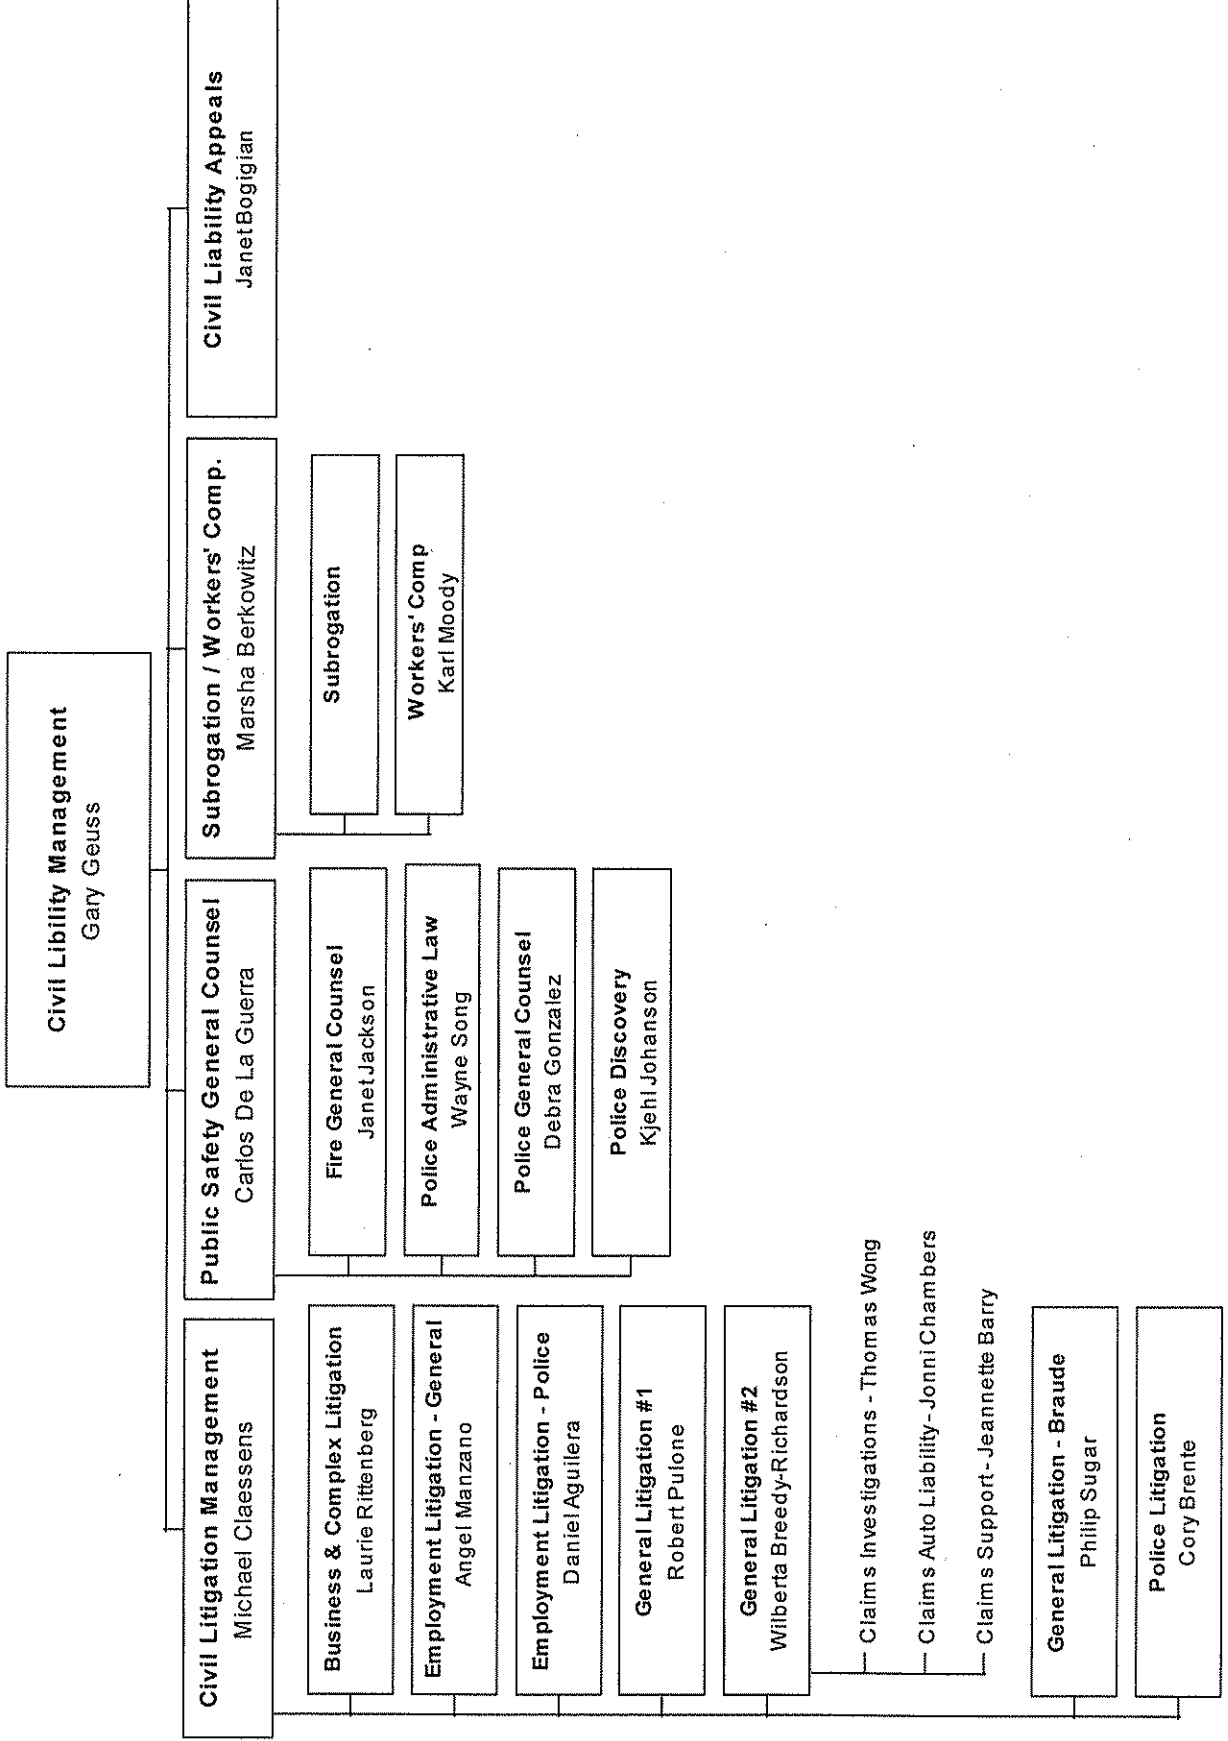 Civil Libility Management
Gary Geuss
Civil Litigation Management
Michael Claessens
Business & Complex Litigation
Laurie Rittenberg
Employment Litigation - General
Angel Manzano
Employment Litigation - Police
Daniel Aguilera
General Litigation #1
Robert Pulone
General Litigation #2
Wilberta Breedy-Richardson
Claims Investigations - Thomas Wong
Claims Auto Liability - Jonni Chambers
Claims Support - Jeannette Barry
General Litigation - Braude
Philip Sugar
Police Litigation
Cory Brente
Public Safety General Counsel
Carlos De La Guerra
Fire General Counsel
Janet Jackson
Police Administrative Law
Wayne Song
Police General Counsel
Debra Gonzalez
Police Discovery
Kjehl Johanson
Subrogation / Workers' Comp.
Marsha Berkowitz
Subrogation
Workers' Comp
Karl Moody
Civil Liability Appeals
Janet Bogigian